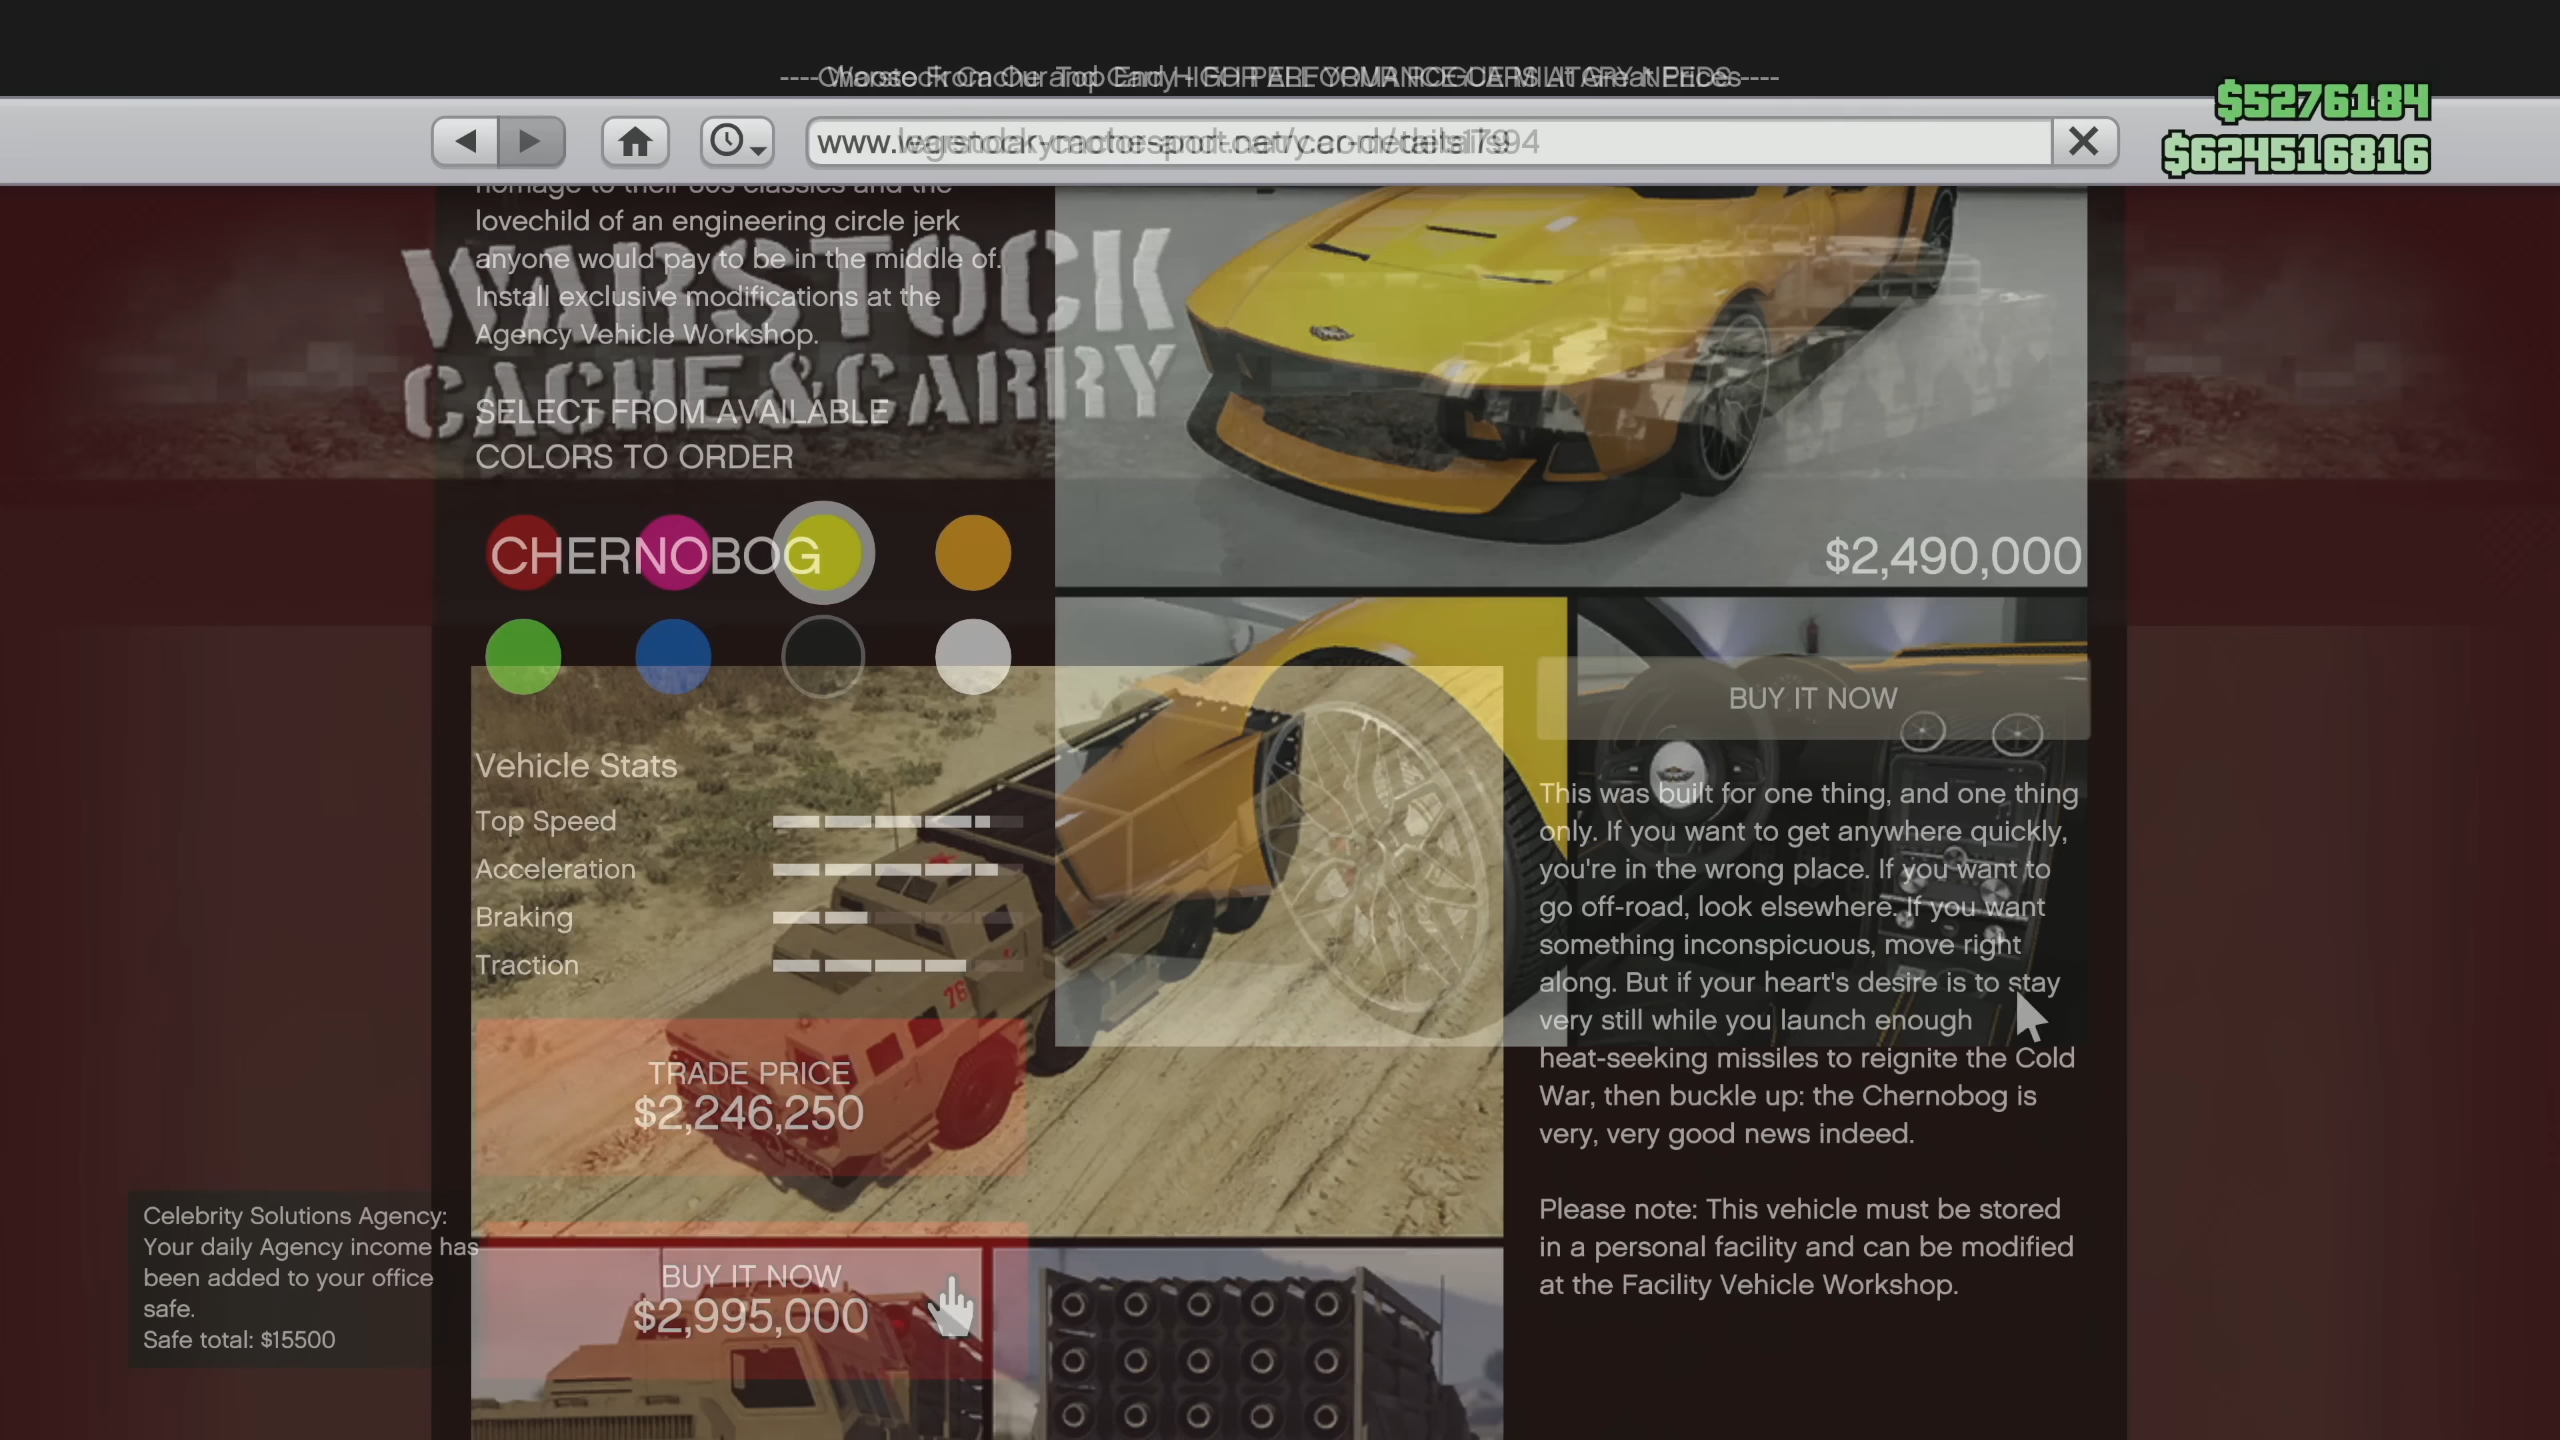 $5276184
$624516816
homage to their 80s classics and the
lovechild of an engineering circle jerk
anyone would pay to be in the middle of.
Install exclusive modifications at the
Agency Vehicle Workshop.
WARSTOCK
CACHE&CARRY
SELECT FROM AVAILABLE
COLORS TO ORDER
CHERNOBOG
$2,490,000
BUY IT NOW
Vehicle Stats
Top Speed
Acceleration
Braking
Traction
76
TRADE PRICE
$2,246,250
BUY IT NOW
$2,995,000
This was built for one thing, and one thing
only. If you want to get anywhere quickly,
you're in the wrong place. If you want to
go off-road, look elsewhere. If you want
something inconspicuous, move right
along. But if your heart's desire is to stay
very still while you launch enough
heat-seeking missiles to reignite the Cold
War, then buckle up: the Chernobog is
very, very good news indeed.
Please note: This vehicle must be stored
in a personal facility and can be modified
at the Facility Vehicle Workshop.
Celebrity Solutions Agency:
Your daily Agency income has
been added to your office
safe.
Safe total: $15500